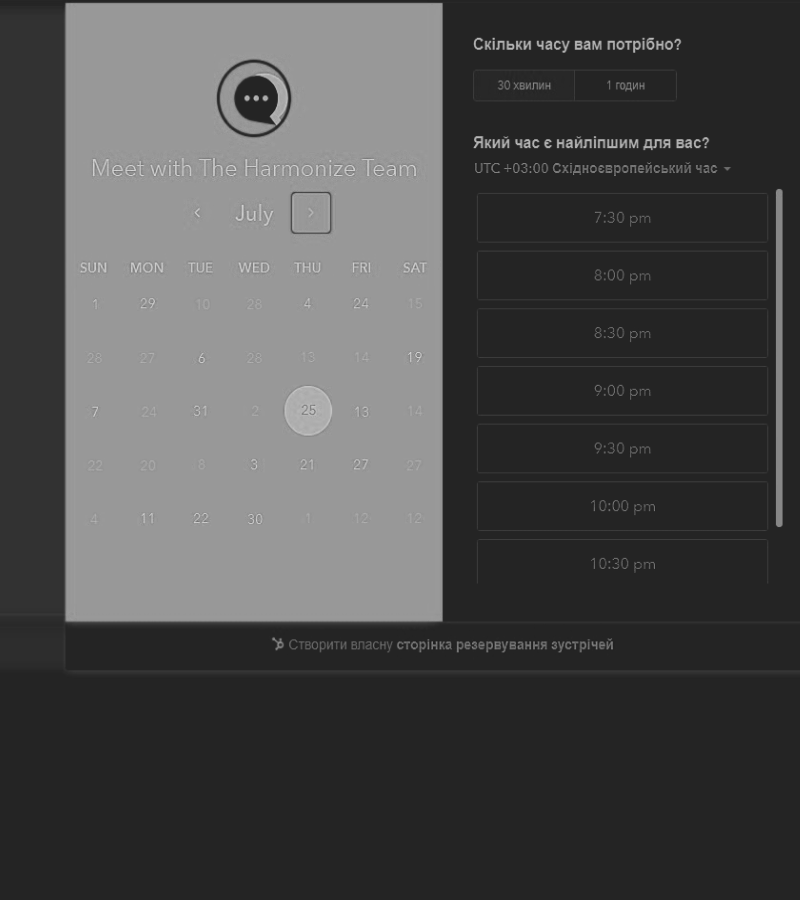 Meet with The Harmonize Team
July
SUN MON TUE WED THU FRI SAT
1 29 10 28 4 24 15
28 27 6 28 13 14 19
7 24 31 2 25 13 14
22 20 8 3 21 27 27
4 11 22 30 1 12 12
Скільки часу вам потрібно?
30 хвилин 1 годин
Який час є найліпшим для вас?
UTC +03:00 Східноєвропейський час
7:30 pm
8:00 pm
8:30 pm
9:00 pm
9:30 pm
10:00 pm
10:30 pm
Створити власну сторінка резервування зустрічей